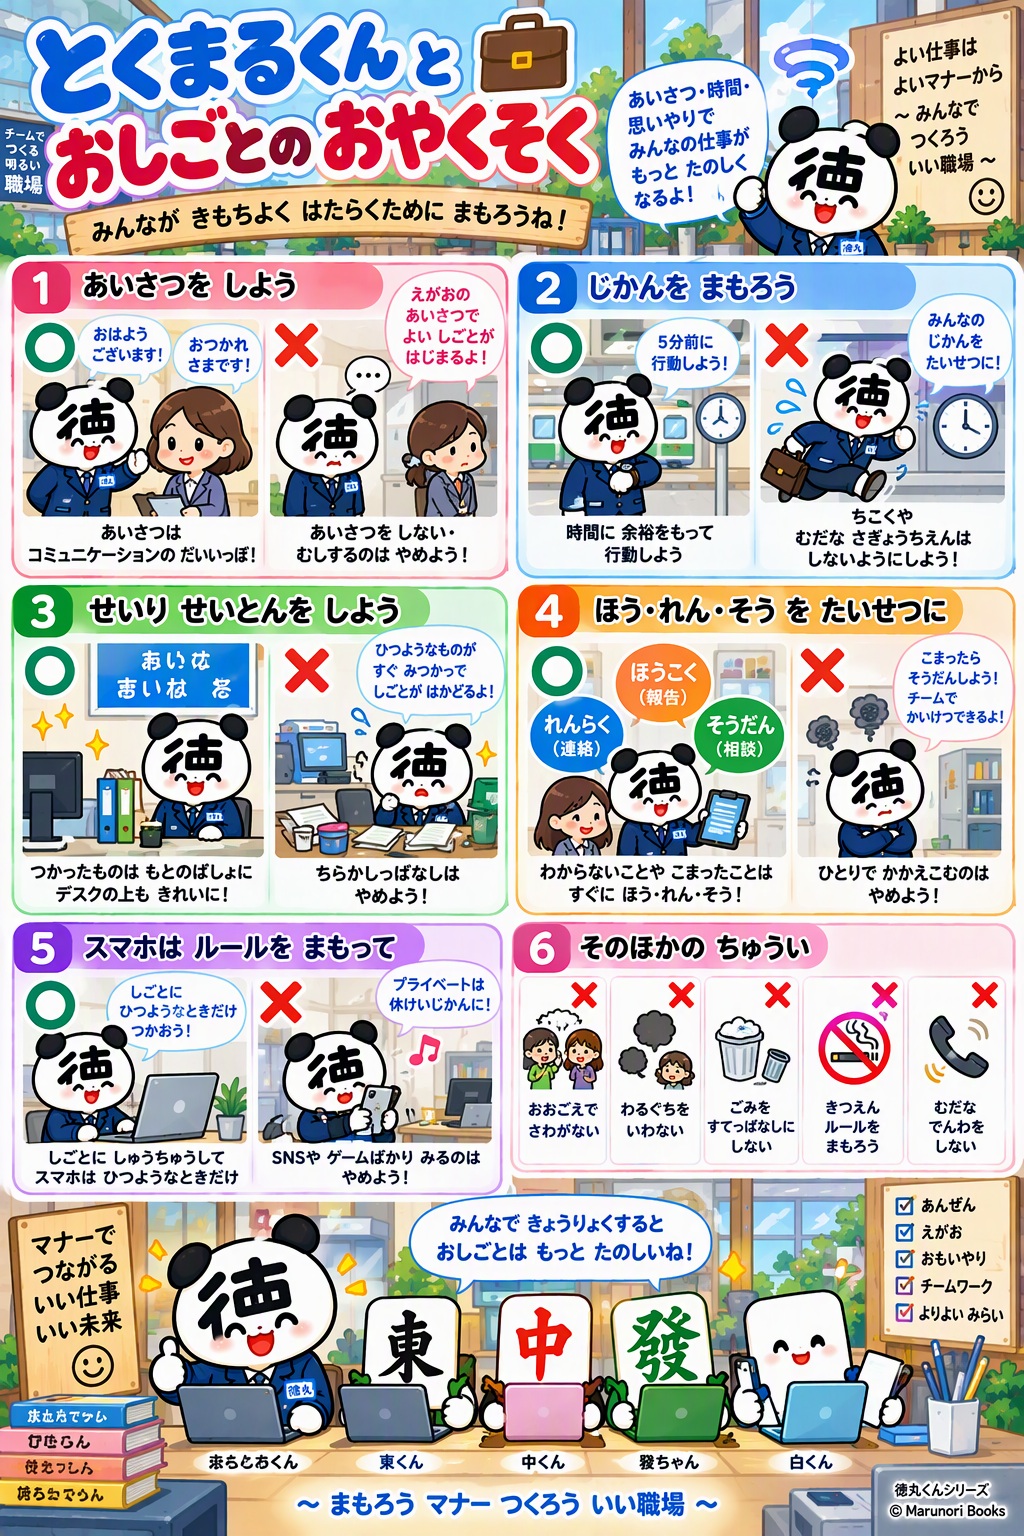 とくまるくんと
おしごとの おやくそく
みんなが きもちよく はたらくために まもろうね！
チームで
つくる
明るい
職場
あいさつ・時間・
思いやりで
みんなの仕事が
もっと たのしく
なるよ！
徳
よい仕事は
よいマナーから
～ みんなで
つくろう
いい職場 ～
1 あいさつを しよう
おはよう
ございます！
おつかれ
さまです！
徳
あいさつは
コミュニケーションの だいいっぽ！
…
えがおの
あいさつで
よい しごとが
はじまるよ！
徳
あいさつを しない・
むしするのは やめよう！
2 じかんを まもろう
5分前に
行動しよう！
徳
時間に 余裕をもって
行動しよう
みんなの
じかんを
たいせつに！
徳
ちこくや
むだな さぎょうちえんは
しないようにしよう！
3 せいり せいとんを しよう
徳
つかったものは もとのばしょに
デスクの上も きれいに！
ひつようなものが
すぐ みつかって
しごとが はかどるよ！
徳
ちらかしっぱなしは
やめよう！
4 ほう・れん・そう を たいせつに
ほうこく
（報告）
れんらく
（連絡）
そうだん
（相談）
徳
わからないことや こまったことは
すぐに ほう・れん・そう！
こまったら
そうだんしよう！
チームで
かいけつできるよ！
徳
ひとりで かかえこむのは
やめよう！
5 スマホは ルールを まもって
しごとに
ひつようなときだけ
つかおう！
徳
しごとに しゅうちゅうして
スマホは ひつようなときだけ
プライベートは
休けいじかんに！
徳
SNSや ゲームばかり みるのは
やめよう！
6 そのほかの ちゅうい
おおごえで
さわがない
わるぐちを
いわない
ごみを
すてっぱなしに
しない
きつえん
ルールを
まもろう
むだな
でんわを
しない
マナーで
つながる
いい仕事
いい未来
みんなで きょうりょくすると
おしごとは もっと たのしいね！
あんぜん
えがお
おもいやり
チームワーク
よりよい みらい
徳
東
中
發
東くん
中くん
發ちゃん
白くん
～ まもろう マナー つくろう いい職場 ～
徳丸くんシリーズ
© Marunori Books